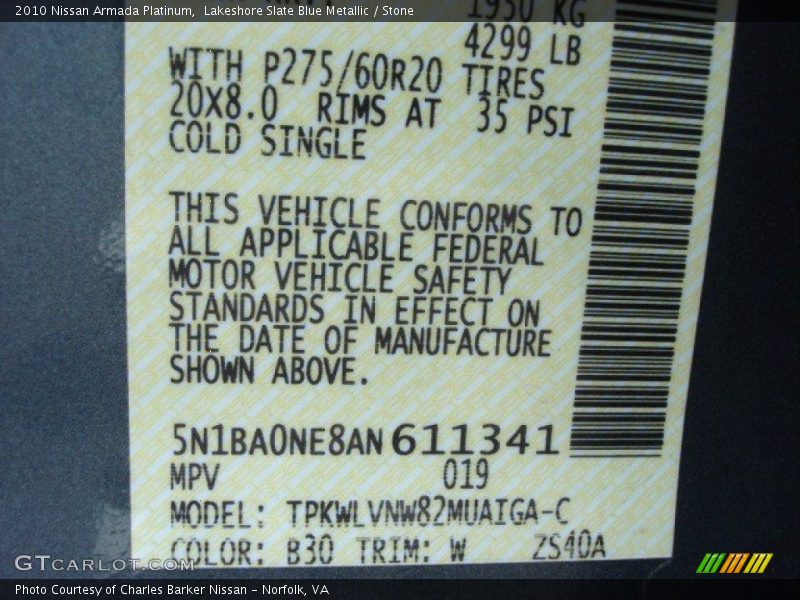 2010 Nissan Armada Platinum,  Lakeshore Slate Blue Metallic / Stone
1950 KG
4299 LB
WITH P275/60R20 TIRES
20X8.0 RIMS AT 35 PSI
COLD SINGLE
THIS VEHICLE CONFORMS TO
ALL APPLICABLE FEDERAL
MOTOR VEHICLE SAFETY
STANDARDS IN EFFECT ON
THE DATE OF MANUFACTURE
SHOWN ABOVE.
5N1BA0NE8AN611341
MPV 019
MODEL: TPKWLVNW82MUAIGA-C
COLOR: B30 TRIM: W ZS40A
GTCARLOT.COM
Photo Courtesy of Charles Barker Nissan – Norfolk, VA